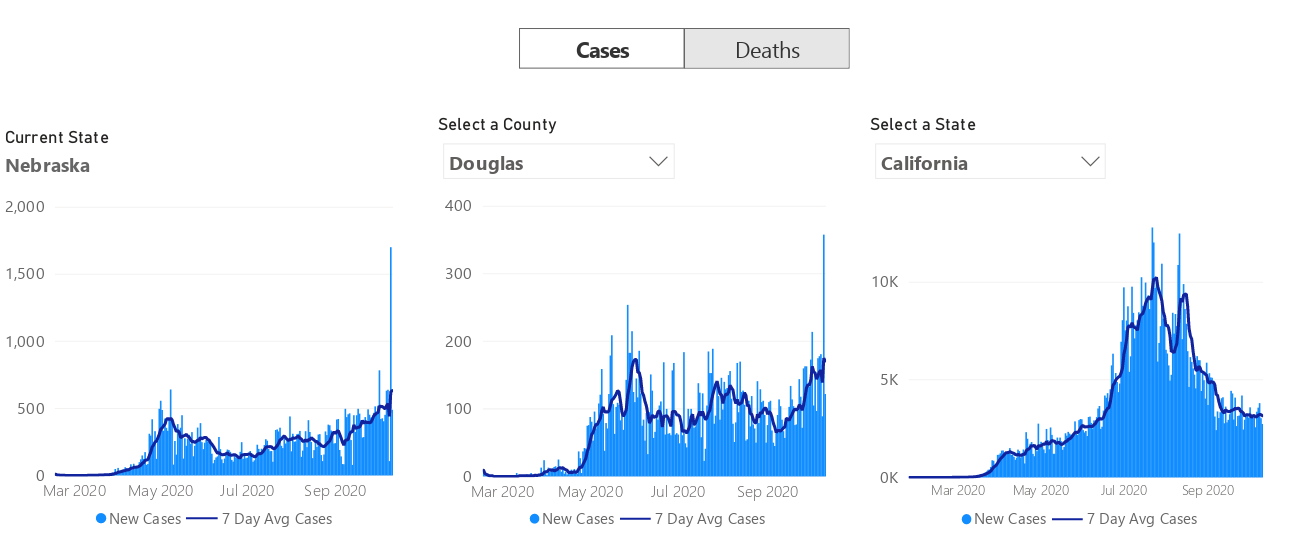 Cases Deaths
Current State
Nebraska
2,000
1,500
1,000
500
0
Mar 2020 May 2020 Jul 2020 Sep 2020
New Cases 7 Day Avg Cases
Select a County
Douglas
400
300
200
100
0
Mar 2020 May 2020 Jul 2020 Sep 2020
New Cases 7 Day Avg Cases
Select a State
California
10K
5K
0K
Mar 2020 May 2020 Jul 2020 Sep 2020
New Cases 7 Day Avg Cases